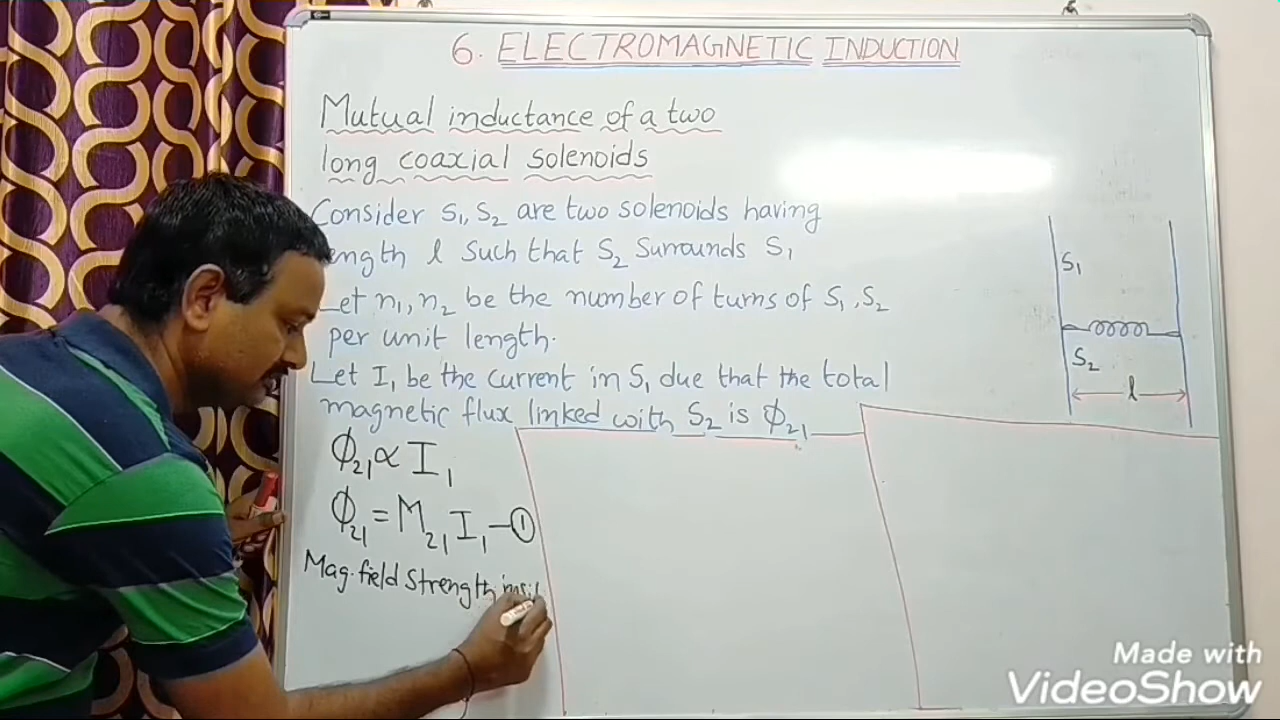 6. ELECTROMAGNETIC INDUCTION
Mutual inductance of a two
long coaxial solenoids
Consider S₁, S₂ are two solenoids having
ength l Such that S₂ Surrounds S₁
Let n₁, n₂ be the number of turns of S₁, S₂
per unit length.
Let I₁ be the current in S₁ due that the total
magnetic flux linked with S₂ is ϕ₂₁
ϕ₂₁ ∝ I₁
ϕ₂₁ = M₂₁ I₁ —①
Mag. field Strength
S₁
S₂
l
Made with
VideoShow